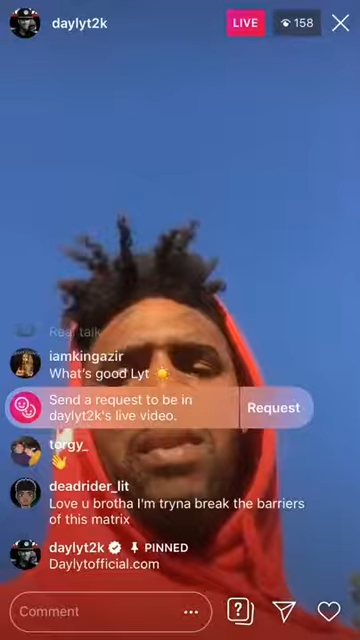 daylyt2k
LIVE
158
Real talk
iamkingazir
What's good Lyt ☀️
Send a request to be in
daylyt2k's live video.
Request
torgy_
👋
deadrider_lit
Love u brotha I'm tryna break the barriers
of this matrix
daylyt2k PINNED
Daylytofficial.com
Comment